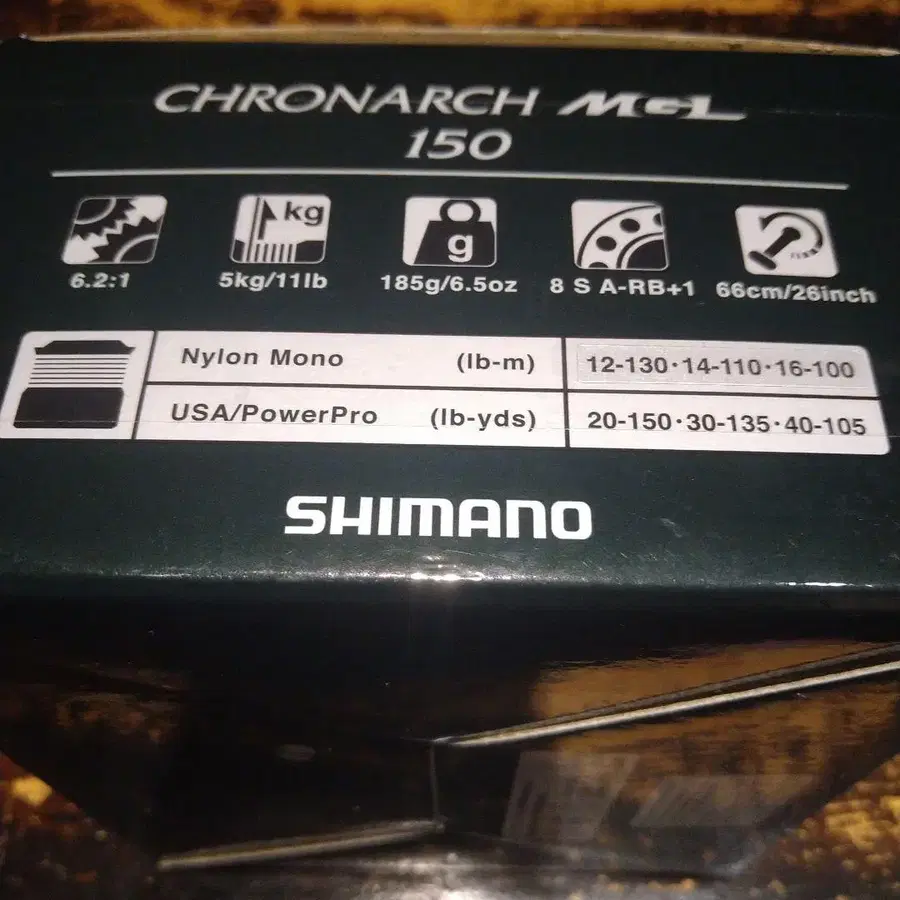 CHRONARCH MGL
150
kg
g
6.2:1 5kg/11lb 185g/6.5oz 8 S A-RB+1 66cm/26inch
Nylon Mono (lb-m) 12-130·14-110·16-100
USA/PowerPro (lb-yds) 20-150·30-135·40-105
SHIMANO